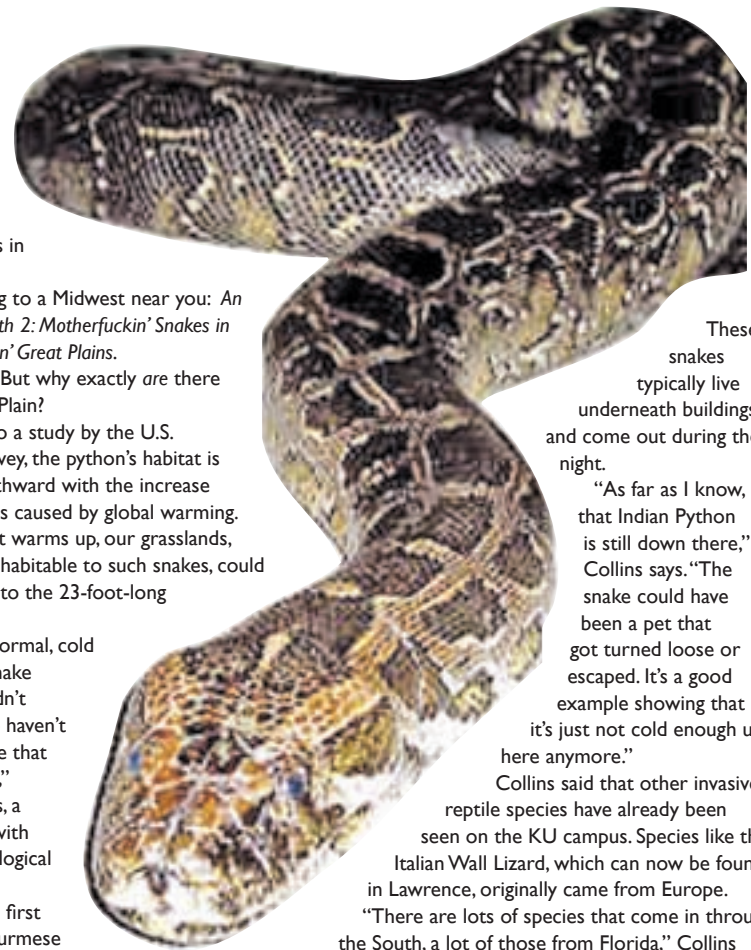 s in
g to a Midwest near you: An
th 2: Motherfuckin’ Snakes in
n’ Great Plains.
But why exactly are there
Plain?
o a study by the U.S.
vey, the python’s habitat is
thward with the increase
s caused by global warming.
t warms up, our grasslands,
habitable to such snakes, could
to the 23-foot-long
ormal, cold
nake
dn’t
haven’t
e that
,”
s, a
with
logical
first
urmese
These
snakes
typically live
underneath buildings
and come out during the
night.
“As far as I know,
that Indian Python
is still down there,”
Collins says. “The
snake could have
been a pet that
got turned loose or
escaped. It’s a good
example showing that
it’s just not cold enough u
here anymore.”
Collins said that other invasive
reptile species have already been
seen on the KU campus. Species like th
Italian Wall Lizard, which can now be foun
in Lawrence, originally came from Europe.
“There are lots of species that come in throu
the South, a lot of those from Florida,” Collins